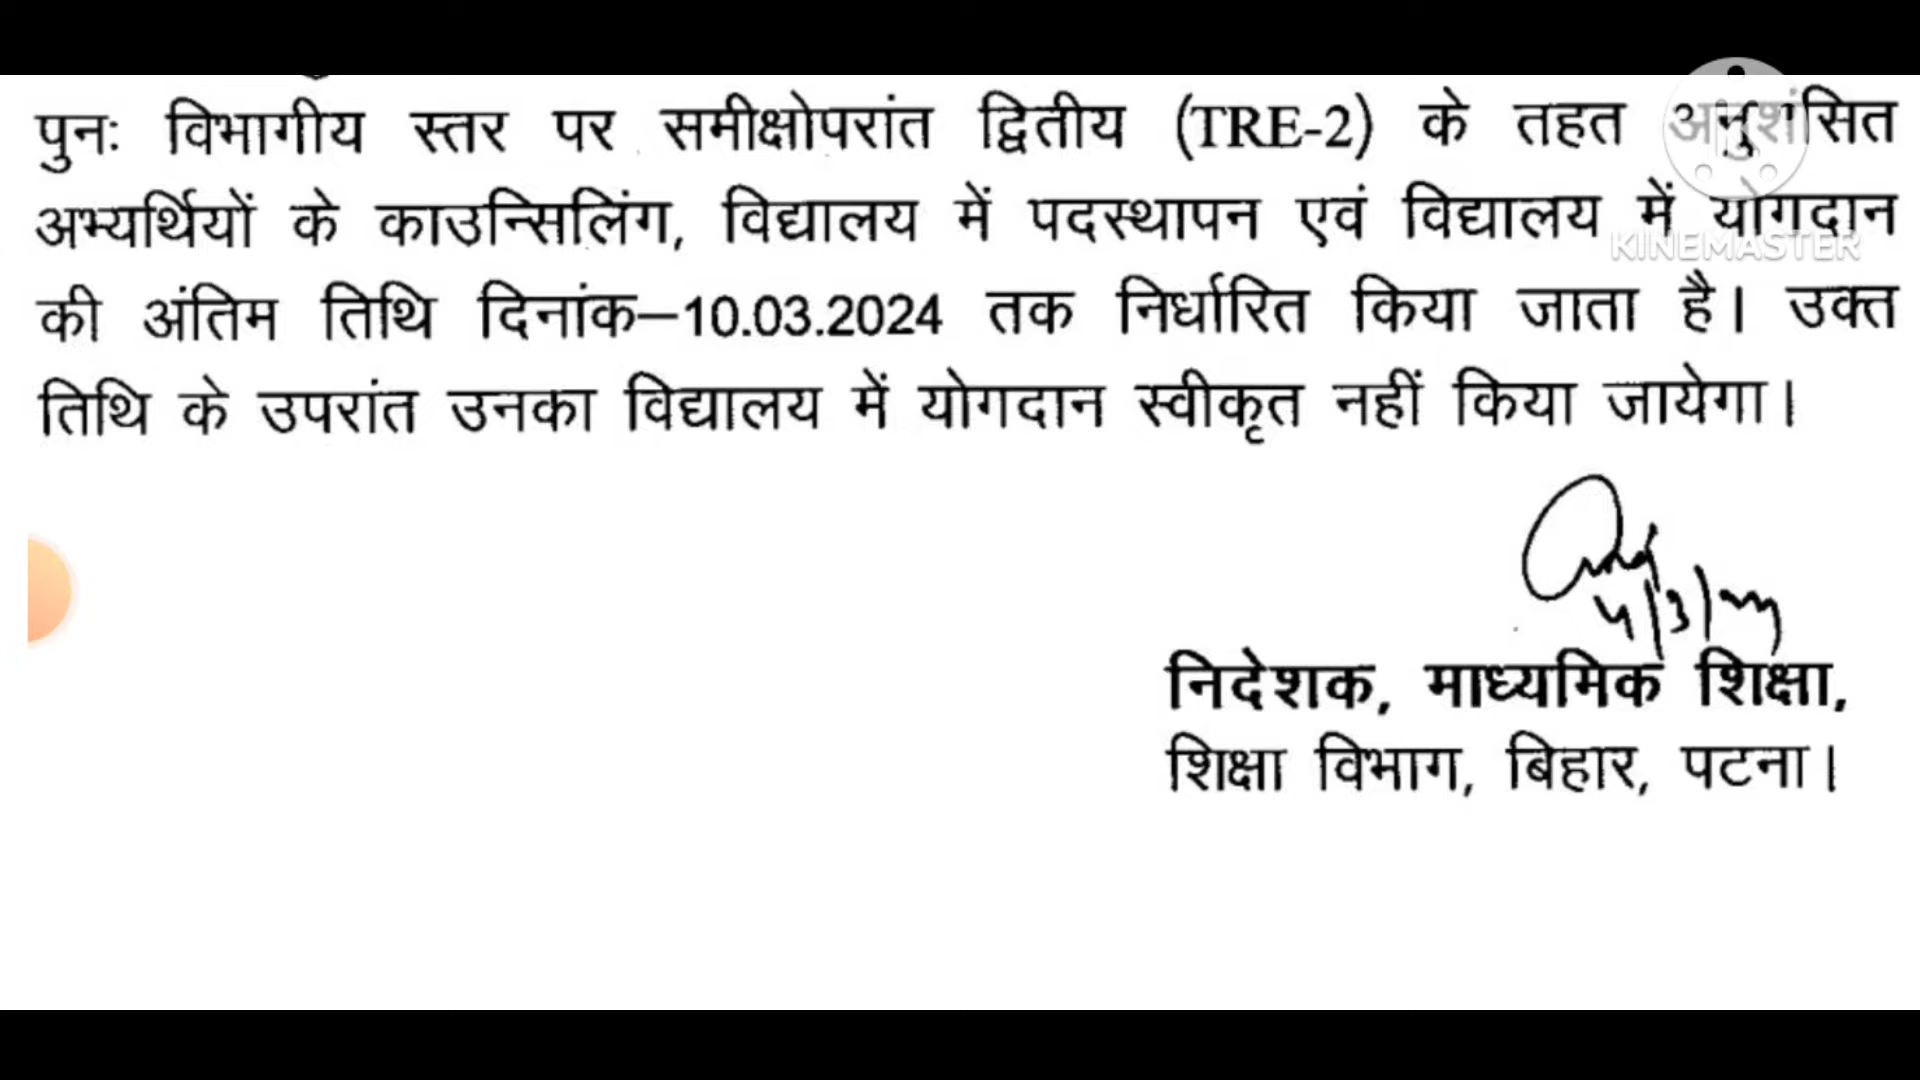 पुनः विभागीय स्तर पर समीक्षोपरांत द्वितीय (TRE-2) के तहत अनुशंसित
अभ्यर्थियों के काउन्सिलिंग, विद्यालय में पदस्थापन एवं विद्यालय में योगदान
KINEMASTER
की अंतिम तिथि दिनांक–10.03.2024 तक निर्धारित किया जाता है। उक्त
तिथि के उपरांत उनका विद्यालय में योगदान स्वीकृत नहीं किया जायेगा।
निदेशक, माध्यमिक शिक्षा,
शिक्षा विभाग, बिहार, पटना।